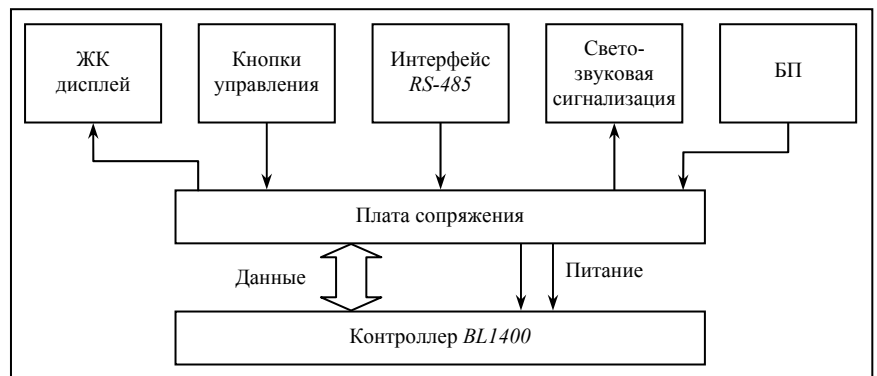 ЖК
дисплей
Кнопки
управления
Интерфейс
RS-485
Свето-
звуковая
сигнализация
БП
Плата сопряжения
Данные
Питание
Контроллер BL1400